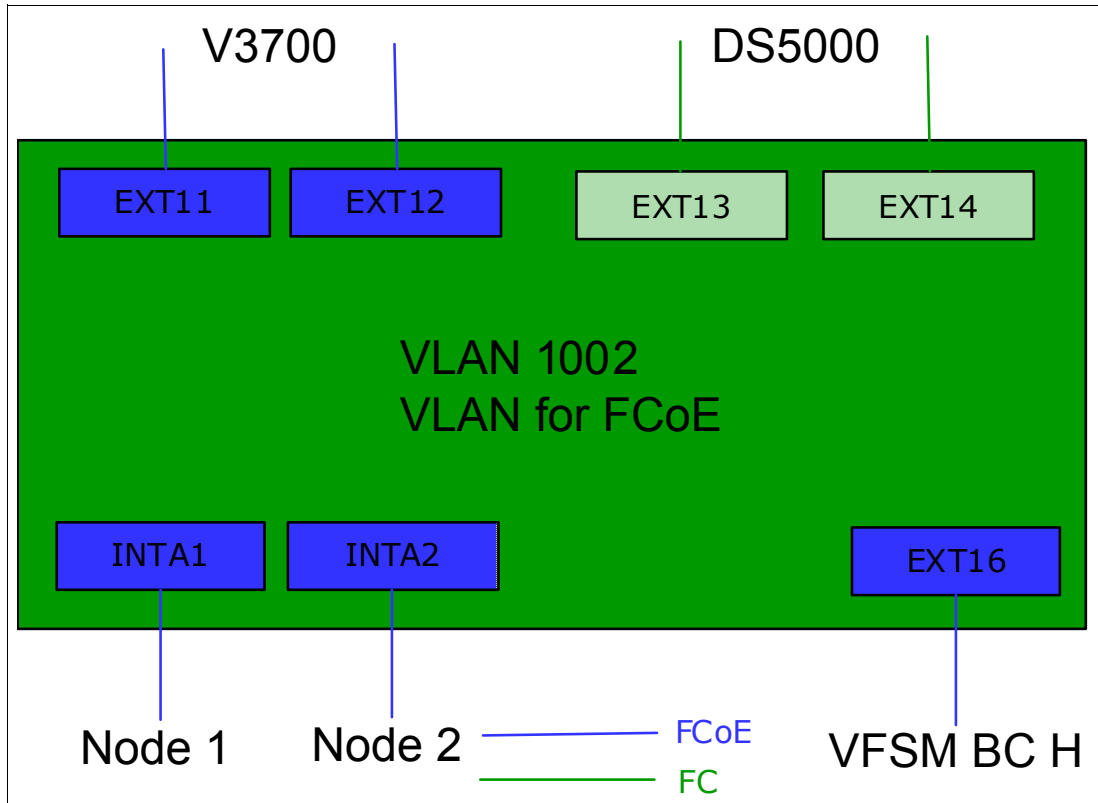 V3700
DS5000
EXT11
EXT12
EXT13
EXT14
VLAN 1002
VLAN for FCoE
INTA1
INTA2
EXT16
Node 1
Node 2
FCoE
FC
VFSM BC H